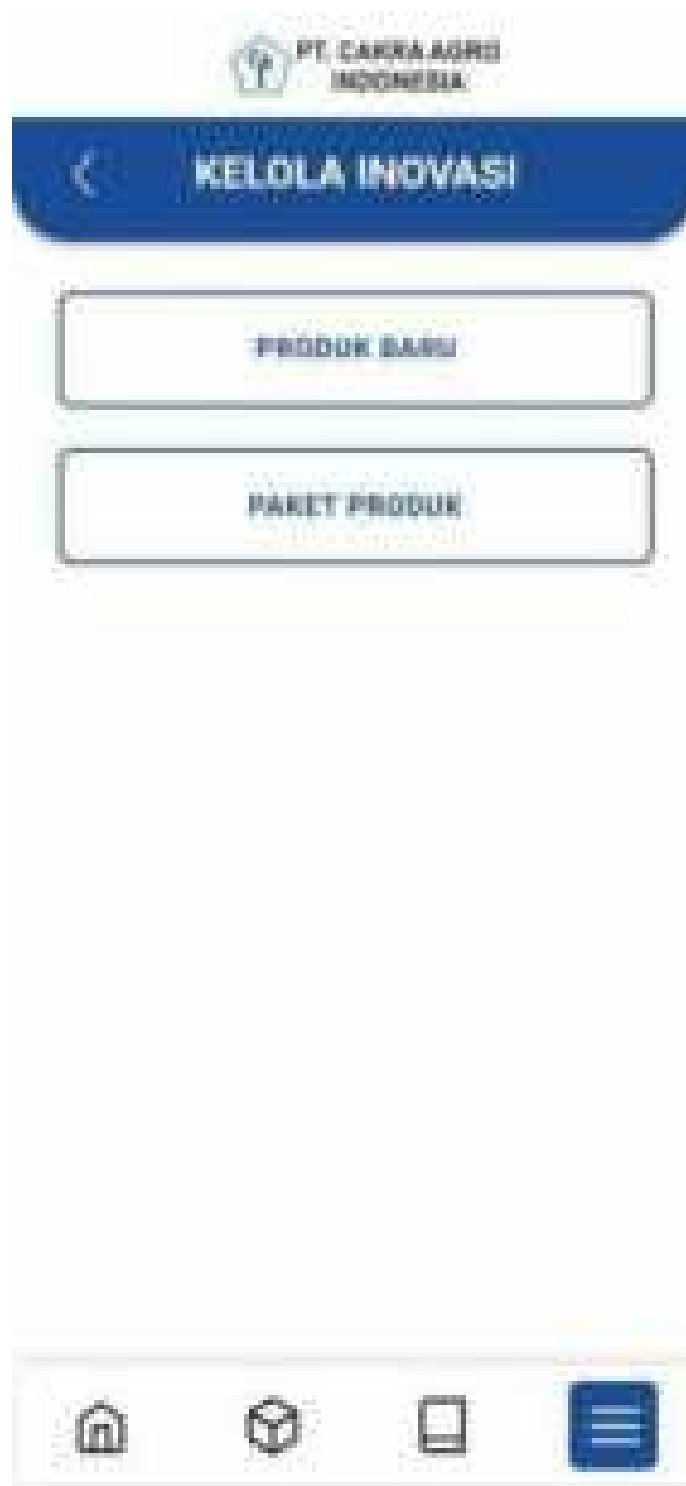 PT. CAKRA AGRO
INDONESIA
KELOLA INOVASI
PRODUK BARU
PAKET PRODUK